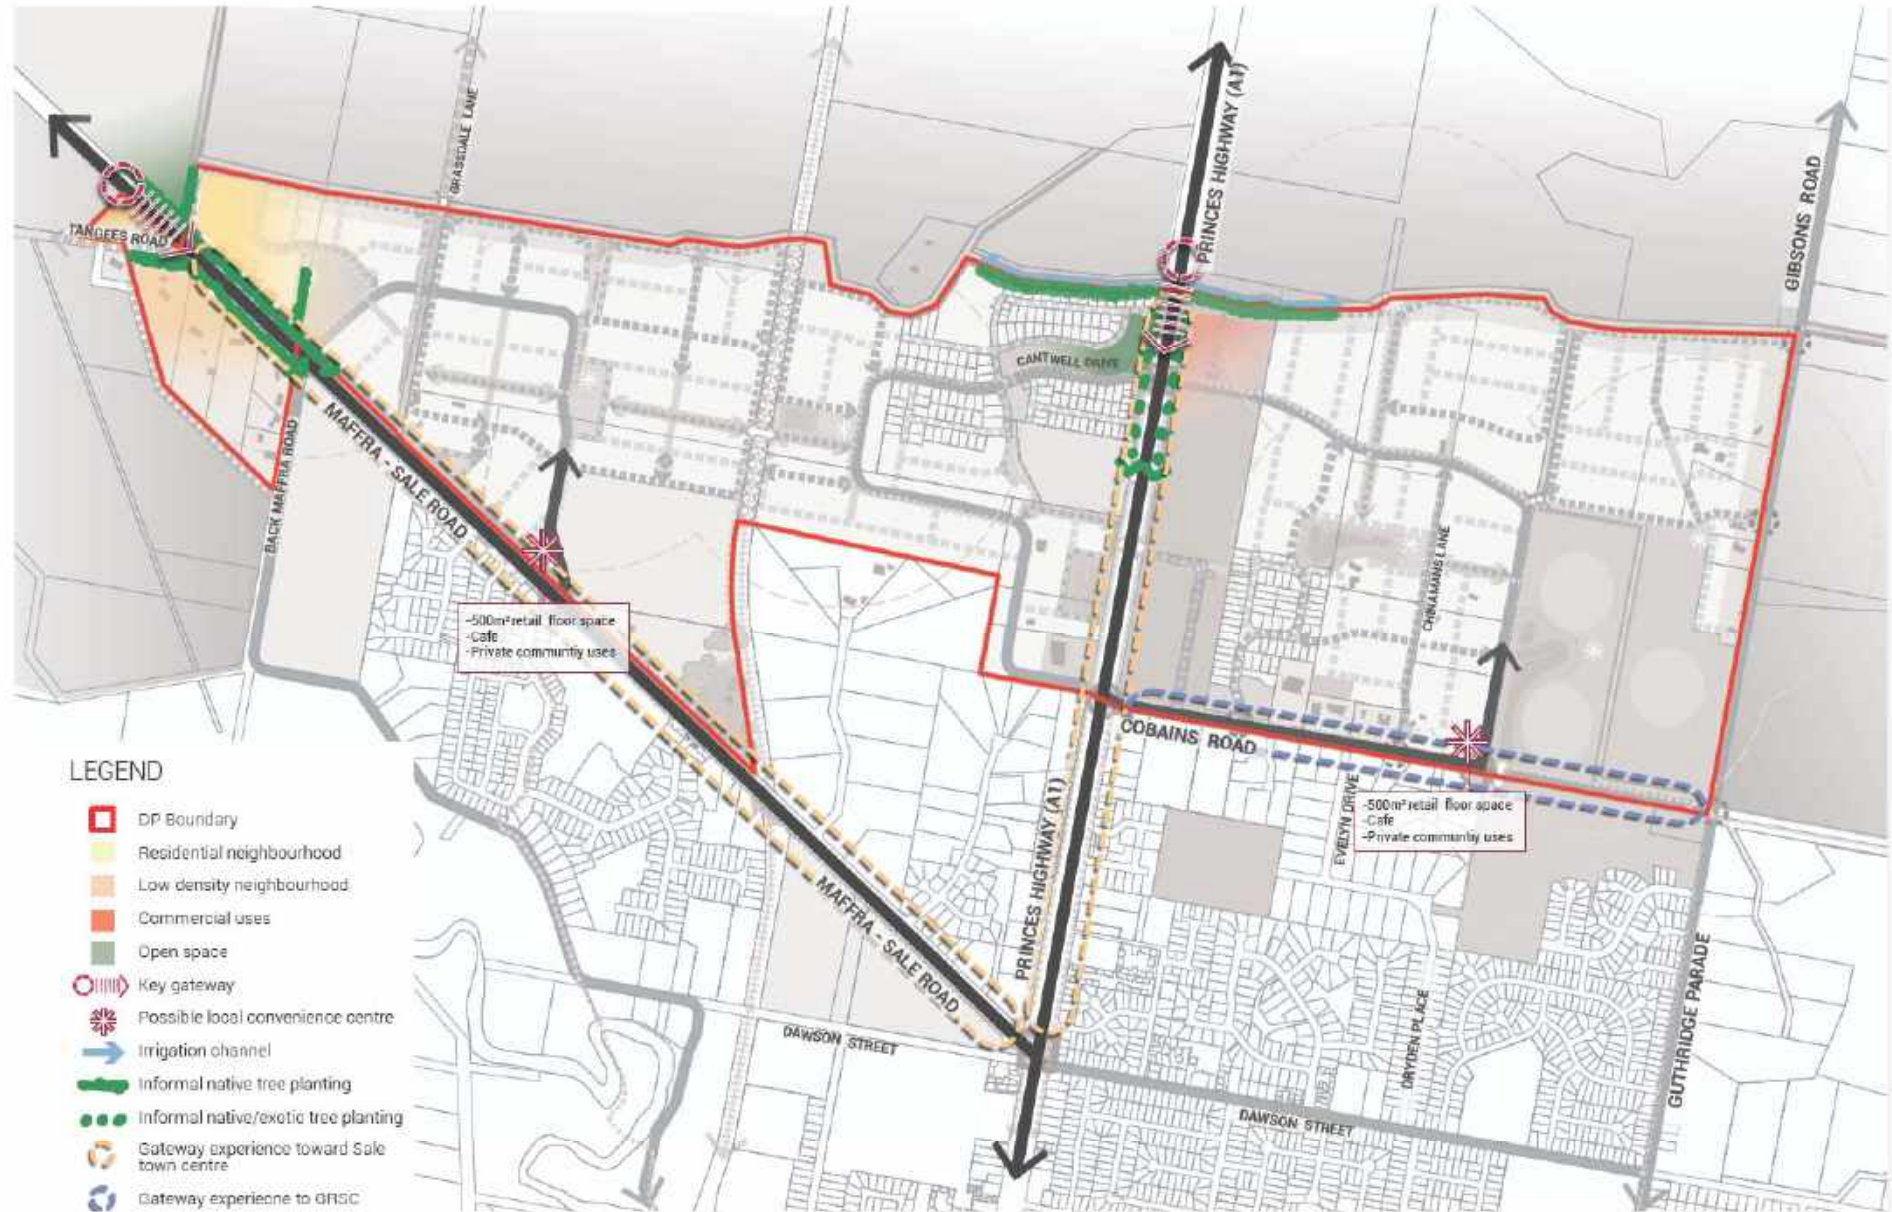 GRASSDALE LANE
PRINCES HIGHWAY (A1)
GIBSONS ROAD
TANGEES ROAD
CANTWELL DRIVE
MAFFRA - SALE ROAD
BACK MAFFRA ROAD
CHINAMANS LANE
-500m² retail floor space
-Cafe
-Private communtiy uses
COBAINS ROAD
EVELYN DRIVE
-500m² retail floor space
-Cafe
-Private communtiy uses
PRINCES HIGHWAY (A1)
MAFFRA - SALE ROAD
DAWSON STREET
DRYDEN PLACE
GUTHRIDGE PARADE
DAWSON STREET
LEGEND
DP Boundary
Residential neighbourhood
Low density neighbourhood
Commercial uses
Open space
Key gateway
Possible local convenience centre
Irrigation channel
Informal native tree planting
Informal native/exotic tree planting
Gateway experience toward Sale
town centre
Gateway experieone to GRSC